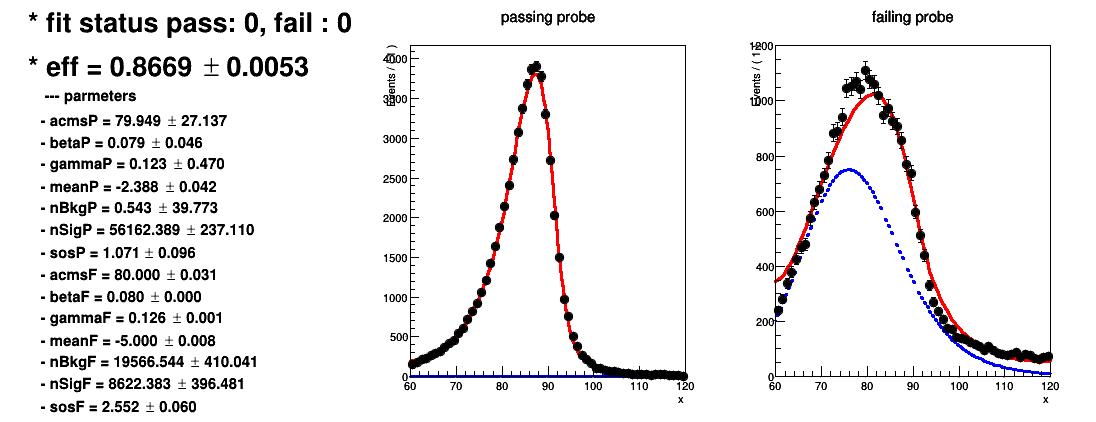 * fit status pass: 0, fail : 0
* eff = 0.8669 ± 0.0053
--- parmeters
- acmsP = 79.949 ± 27.137
- betaP = 0.079 ± 0.046
- gammaP = 0.123 ± 0.470
- meanP = -2.388 ± 0.042
- nBkgP = 0.543 ± 39.773
- nSigP = 56162.389 ± 237.110
- sosP = 1.071 ± 0.096
- acmsF = 80.000 ± 0.031
- betaF = 0.080 ± 0.000
- gammaF = 0.126 ± 0.001
- meanF = -5.000 ± 0.008
- nBkgF = 19566.544 ± 410.041
- nSigF = 8622.383 ± 396.481
- sosF = 2.552 ± 0.060
passing probe
4000
3500
3000
2500
2000
1500
1000
500
0
60 70 80 90 100 110 120
x
failing probe
1200
1000
800
600
400
200
0
60 70 80 90 100 110 120
x